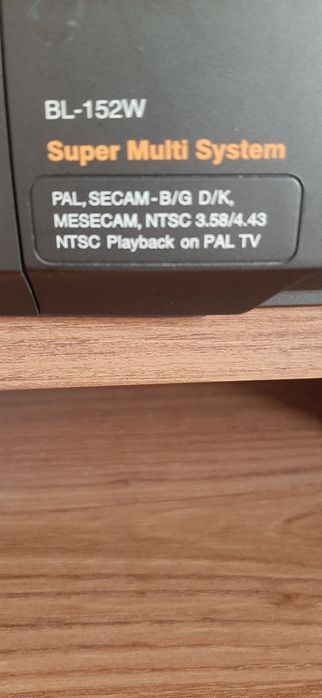 BL-152W
Super Multi System
PAL, SECAM-B/G D/K,
MESECAM, NTSC 3.58/4.43
NTSC Playback on PAL TV